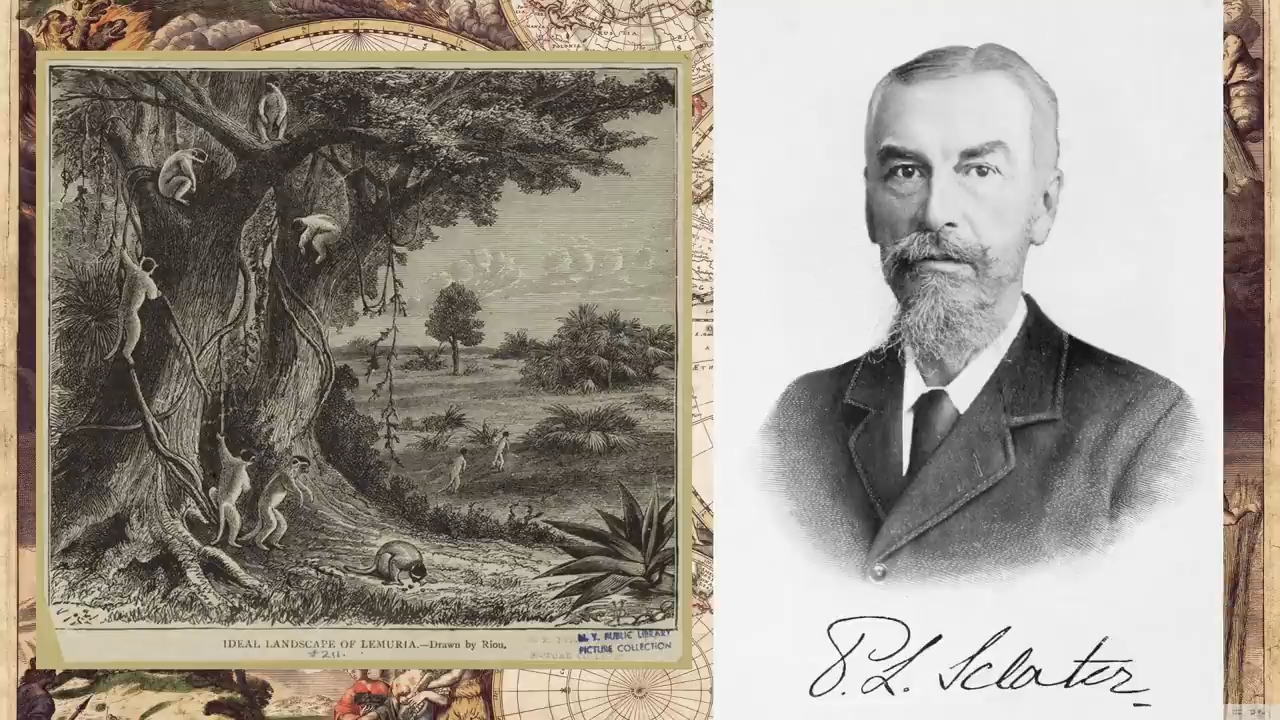 IDEAL LANDSCAPE OF LEMURIA.—Drawn by Riou.
N. Y. PUBLIC LIBRARY
PICTURE COLLECTION
P. L. Sclater